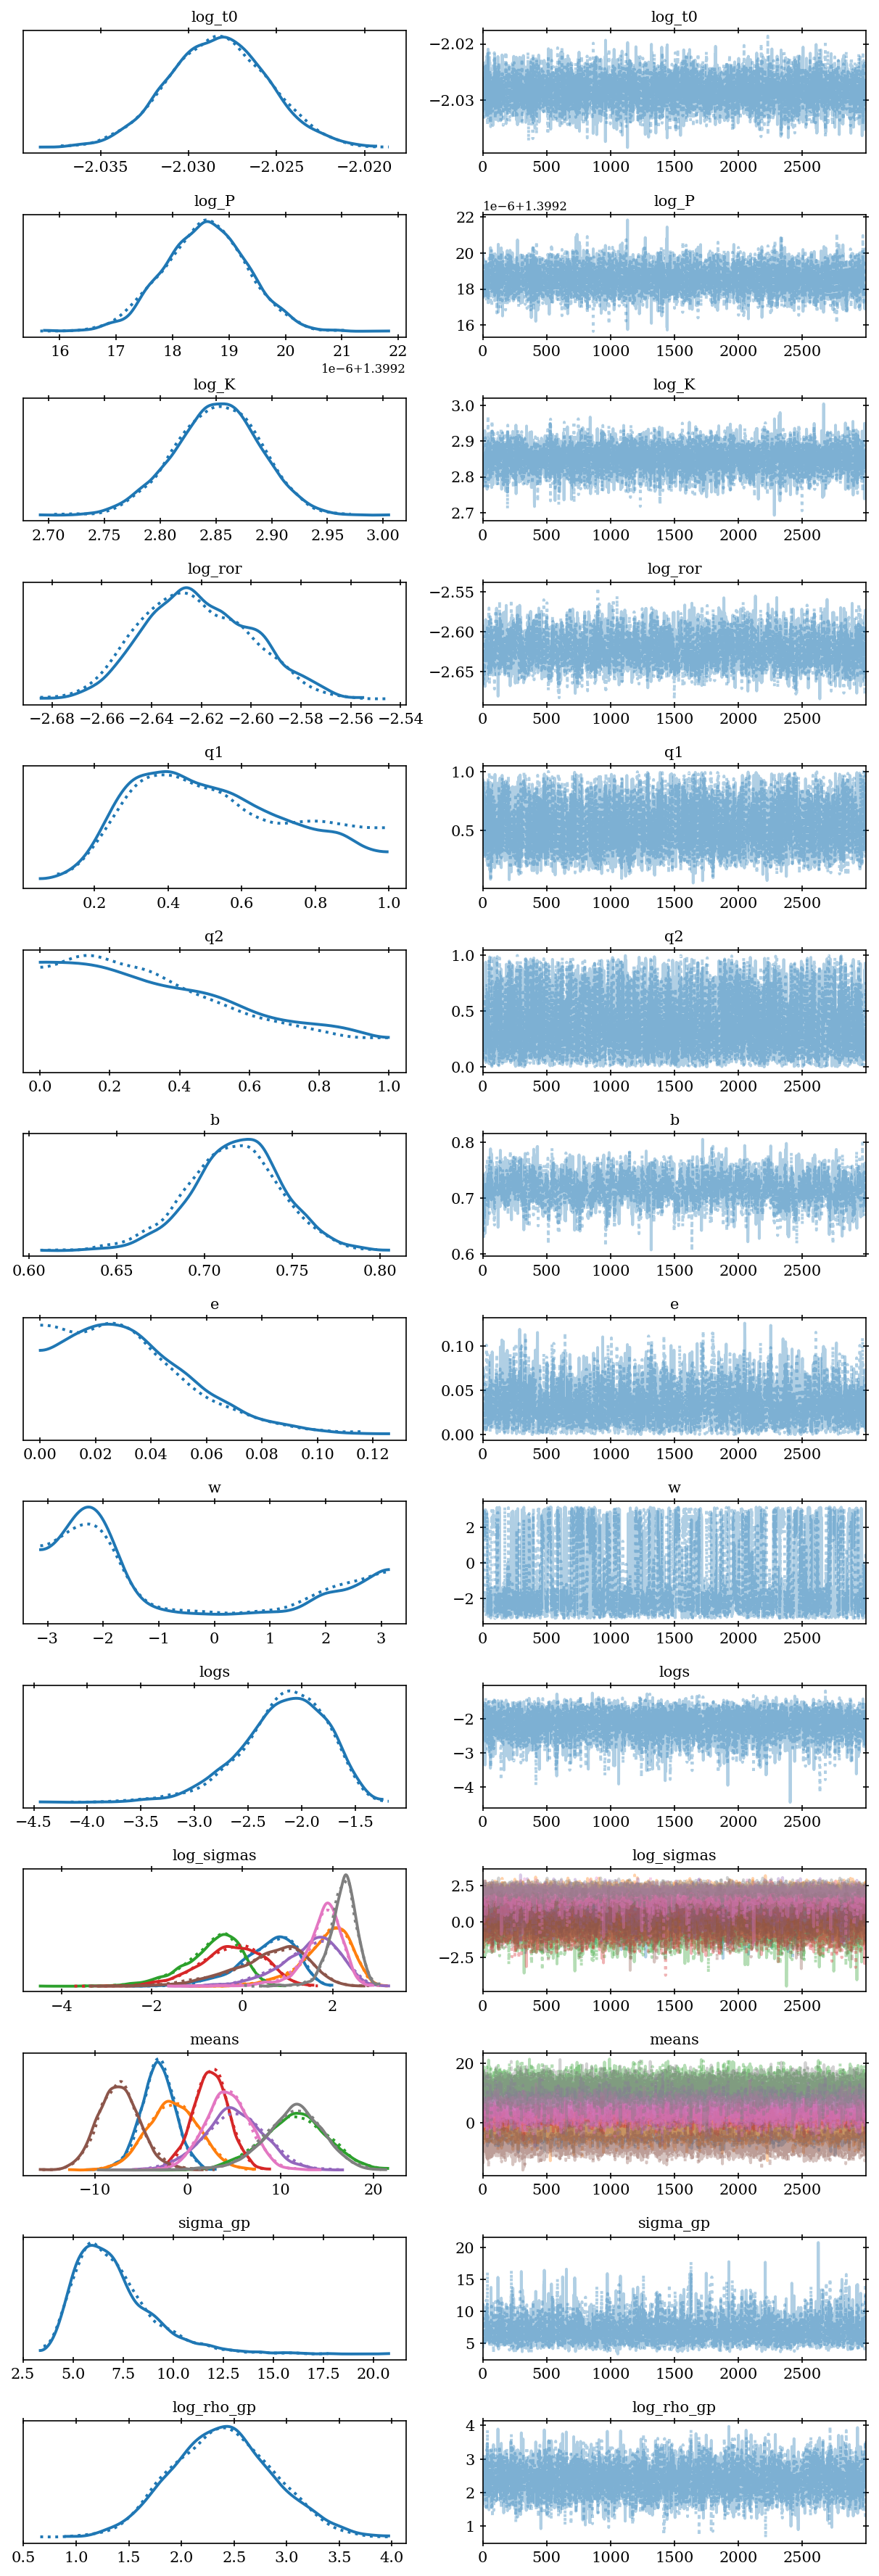 log_t0 log_t0
−2.02
−2.03
−2.035 −2.030 −2.025 −2.020 0 500 1000 1500 2000 2500
log_P log_P
1e−6+1.3992
22
20
18
16
16 17 18 19 20 21 22 0 500 1000 1500 2000 2500
1e−6+1.3992
log_K log_K
3.0
2.9
2.8
2.7
2.70 2.75 2.80 2.85 2.90 2.95 3.00 0 500 1000 1500 2000 2500
log_ror log_ror
−2.55
−2.60
−2.65
−2.68 −2.66 −2.64 −2.62 −2.60 −2.58 −2.56 −2.54 0 500 1000 1500 2000 2500
q1 q1
1.0
0.5
0.2 0.4 0.6 0.8 1.0 0 500 1000 1500 2000 2500
q2 q2
1.0
0.5
0.0
0.0 0.2 0.4 0.6 0.8 1.0 0 500 1000 1500 2000 2500
b b
0.8
0.7
0.6
0.60 0.65 0.70 0.75 0.80 0 500 1000 1500 2000 2500
e e
0.10
0.05
0.00
0.00 0.02 0.04 0.06 0.08 0.10 0.12 0 500 1000 1500 2000 2500
w w
2
0
−2
−3 −2 −1 0 1 2 3 0 500 1000 1500 2000 2500
logs logs
−2
−3
−4
−4.5 −4.0 −3.5 −3.0 −2.5 −2.0 −1.5 0 500 1000 1500 2000 2500
log_sigmas log_sigmas
2.5
0.0
−2.5
−4 −2 0 2 0 500 1000 1500 2000 2500
means means
20
0
−10 0 10 20 0 500 1000 1500 2000 2500
sigma_gp sigma_gp
20
15
10
5
2.5 5.0 7.5 10.0 12.5 15.0 17.5 20.0 0 500 1000 1500 2000 2500
log_rho_gp log_rho_gp
4
3
2
1
0.5 1.0 1.5 2.0 2.5 3.0 3.5 4.0 0 500 1000 1500 2000 2500